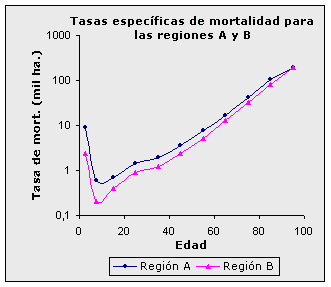 Tasas específicas de mortalidad para
las regiones A y B
Tasa de mort. (mil ha.)
1000
100
10
1
0,1
0
20
40
60
80
100
Edad
Región A
Región B